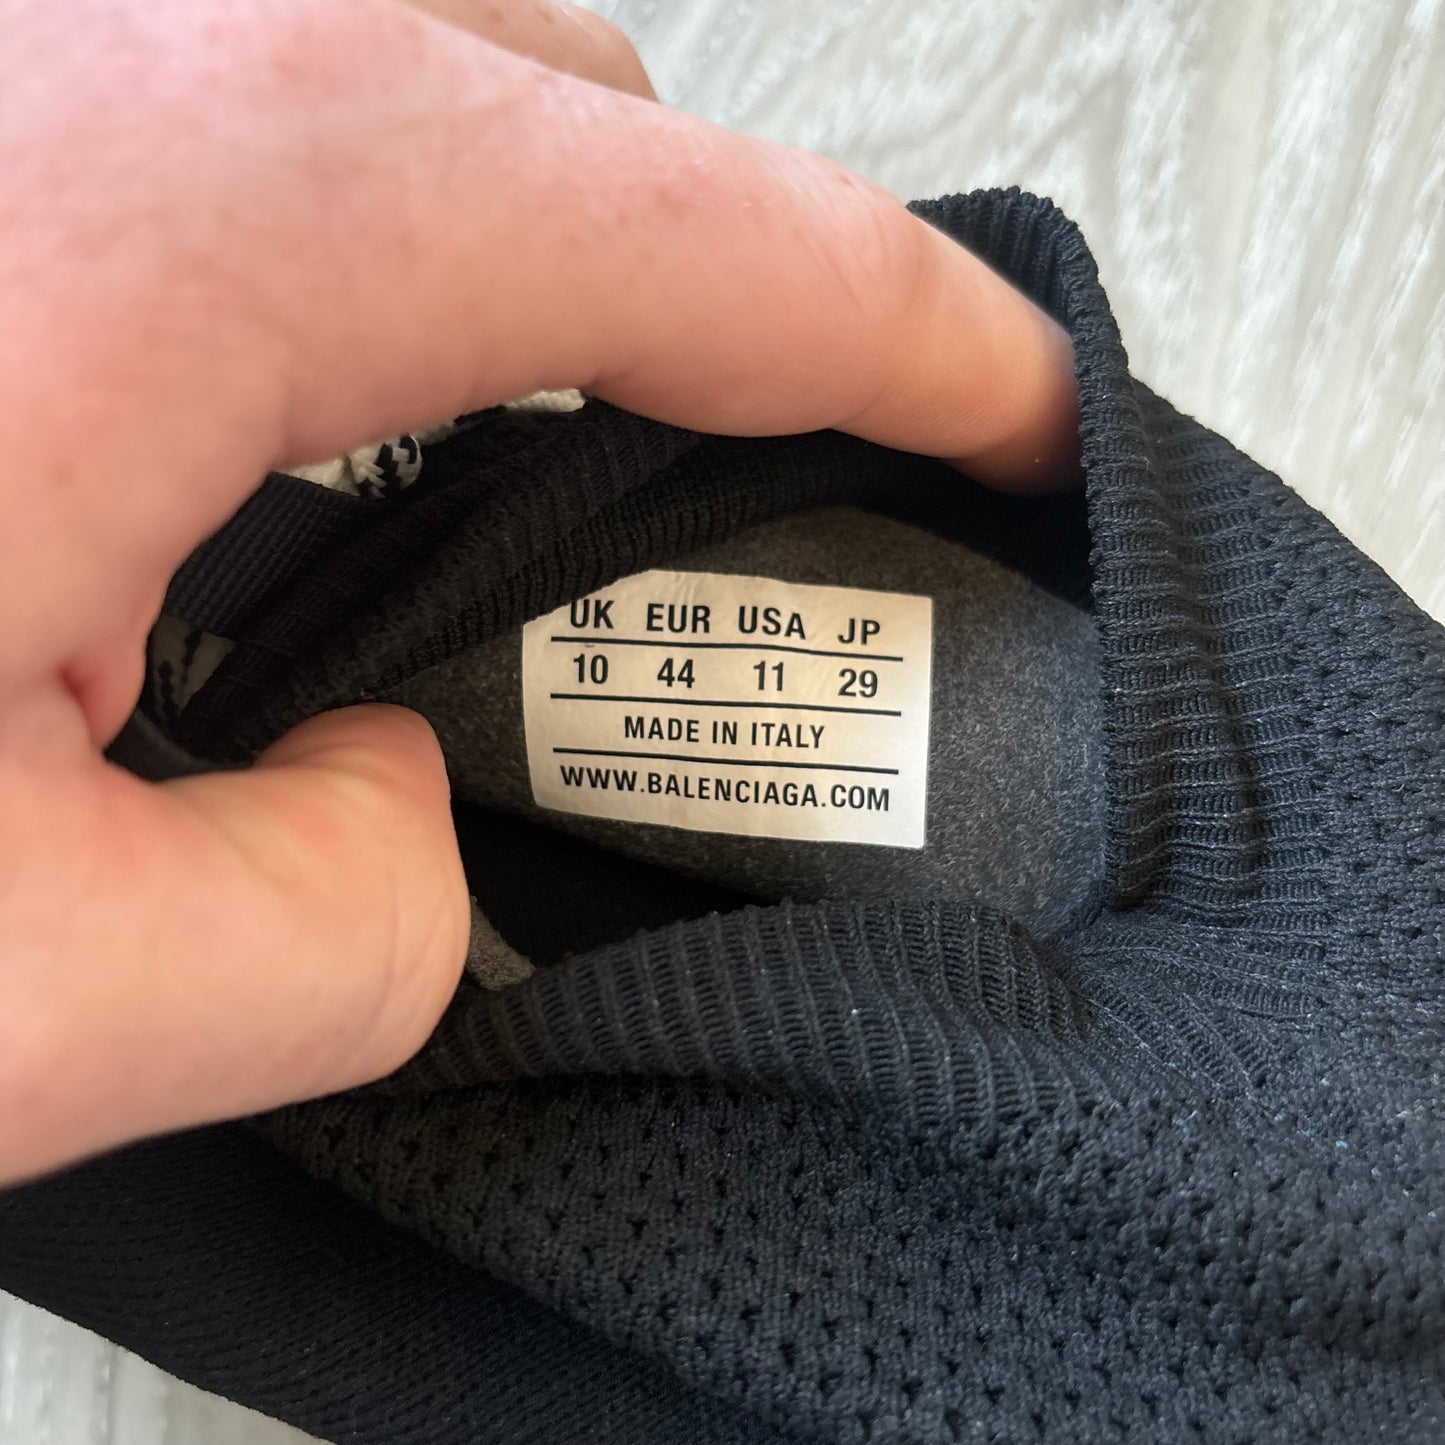 UK EUR USA JP
10 44 11 29
MADE IN ITALY
WWW.BALENCIAGA.COM